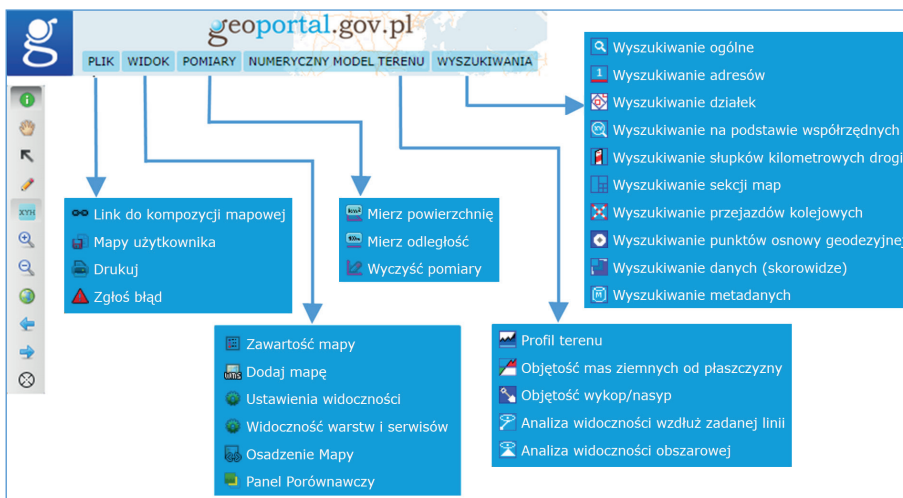 geoportal.gov.pl
PLIK WIDOK POMIARY NUMERYCZNY MODEL TERENU WYSZUKIWANIA
Wyszukiwanie ogólne
Wyszukiwanie adresów
Wyszukiwanie działek
Wyszukiwanie na podstawie współrzędnych
Wyszukiwanie słupków kilometrowych drogi
Wyszukiwanie sekcji map
Wyszukiwanie przejazdów kolejowych
Wyszukiwanie punktów osnowy geodezyjnej
Wyszukiwanie danych (skorowidze)
Wyszukiwanie metadanych
XYH
Link do kompozycji mapowej
Mapy użytkownika
Drukuj
Zgłoś błąd
Mierz powierzchnię
Mierz odległość
Wyczyść pomiary
Zawartość mapy
Dodaj mapę
Ustawienia widoczności
Widoczność warstw i serwisów
Osadzenie Mapy
Panel Porównawczy
Profil terenu
Objętość mas ziemnych od płaszczyzny
Objętość wykop/nasyp
Analiza widoczności wzdłuż zadanej linii
Analiza widoczności obszarowej